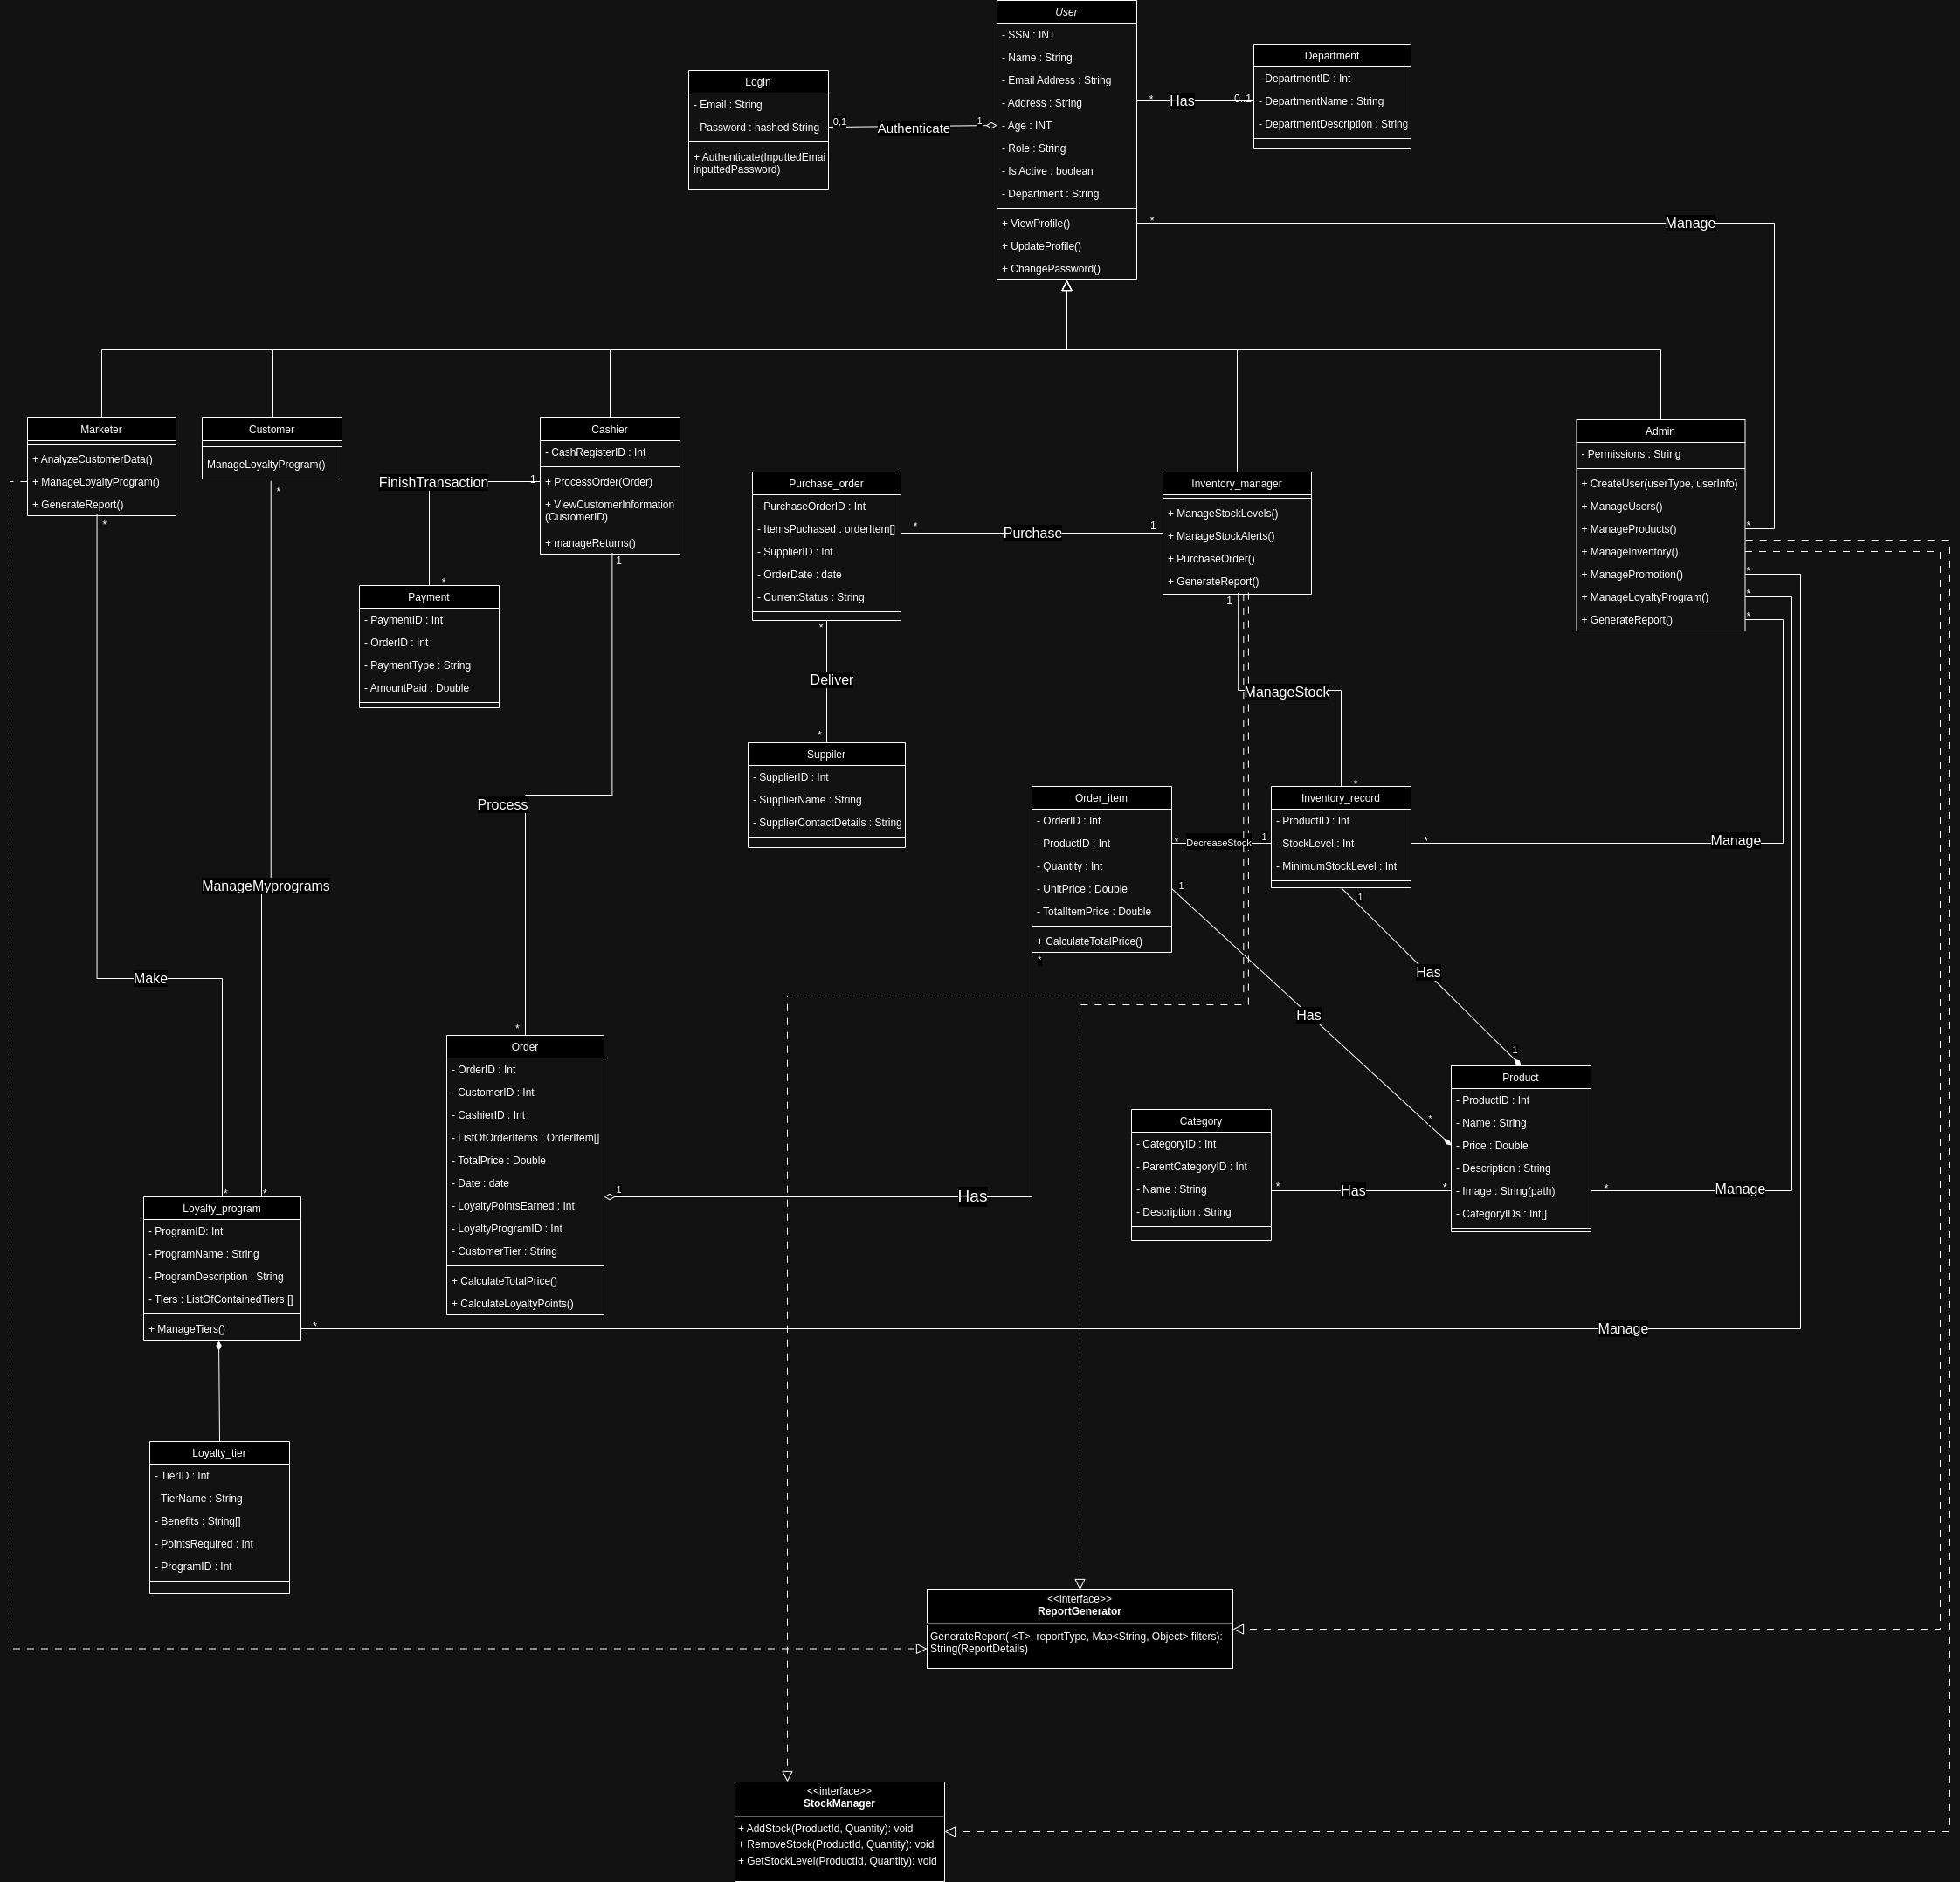 User
- SSN : INT
- Name : String
- Email Address : String
- Address : String
- Age : INT
- Role : String
- Is Active : boolean
- Department : String
+ ViewProfile()
+ UpdateProfile()
+ ChangePassword()
Department
- DepartmentID : Int
- DepartmentName : String
- DepartmentDescription : String
* Has 0..1
Login
- Email : String
- Password : hashed String
+ Authenticate(InputtedEmai
inputtedPassword)
0,1 Authenticate 1
* Manage
*
Marketer
+ AnalyzeCustomerData()
+ ManageLoyaltyProgram()
+ GenerateReport()
*
Customer
ManageLoyaltyProgram()
*
Cashier
- CashRegisterID : Int
+ ProcessOrder(Order)
+ ViewCustomerInformation
(CustomerID)
+ manageReturns()
FinishTransaction 1
*
1
Payment
- PaymentID : Int
- OrderID : Int
- PaymentType : String
- AmountPaid : Double
Purchase_order
- PurchaseOrderID : Int
- ItemsPuchased : orderItem[]
- SupplierID : Int
- OrderDate : date
- CurrentStatus : String
* Purchase 1
Inventory_manager
+ ManageStockLevels()
+ ManageStockAlerts()
+ PurchaseOrder()
+ GenerateReport()
1
ManageStock
*
Admin
- Permissions : String
+ CreateUser(userType, userInfo)
+ ManageUsers()
+ ManageProducts()
+ ManageInventory()
+ ManagePromotion()
+ ManageLoyaltyProgram()
+ GenerateReport()
*
*
*
*
Deliver
*
Suppiler
- SupplierID : Int
- SupplierName : String
- SupplierContactDetails : String
Process
*
Order_item
- OrderID : Int
- ProductID : Int
- Quantity : Int
- UnitPrice : Double
- TotalItemPrice : Double
+ CalculateTotalPrice()
* DecreaseStock 1
1
*
Inventory_record
- ProductID : Int
- StockLevel : Int
- MinimumStockLevel : Int
* Manage
1
Has
1
Has
*
ManageMyprograms
Make
*
*
Order
- OrderID : Int
- CustomerID : Int
- CashierID : Int
- ListOfOrderItems : OrderItem[]
- TotalPrice : Double
- Date : date
- LoyaltyPointsEarned : Int
- LoyaltyProgramID : Int
- CustomerTier : String
+ CalculateTotalPrice()
+ CalculateLoyaltyPoints()
1 Has
Category
- CategoryID : Int
- ParentCategoryID : Int
- Name : String
- Description : String
* Has *
Product
- ProductID : Int
- Name : String
- Price : Double
- Description : String
- Image : String(path)
- CategoryIDs : Int[]
* Manage
Loyalty_program
- ProgramID: Int
- ProgramName : String
- ProgramDescription : String
- Tiers : ListOfContainedTiers []
+ ManageTiers()
* Manage
Loyalty_tier
- TierID : Int
- TierName : String
- Benefits : String[]
- PointsRequired : Int
- ProgramID : Int
<<interface>>
ReportGenerator
GenerateReport( <T> reportType, Map<String, Object> filters):
String(ReportDetails)
<<interface>>
StockManager
+ AddStock(ProductId, Quantity): void
+ RemoveStock(ProductId, Quantity): void
+ GetStockLevel(ProductId, Quantity): void